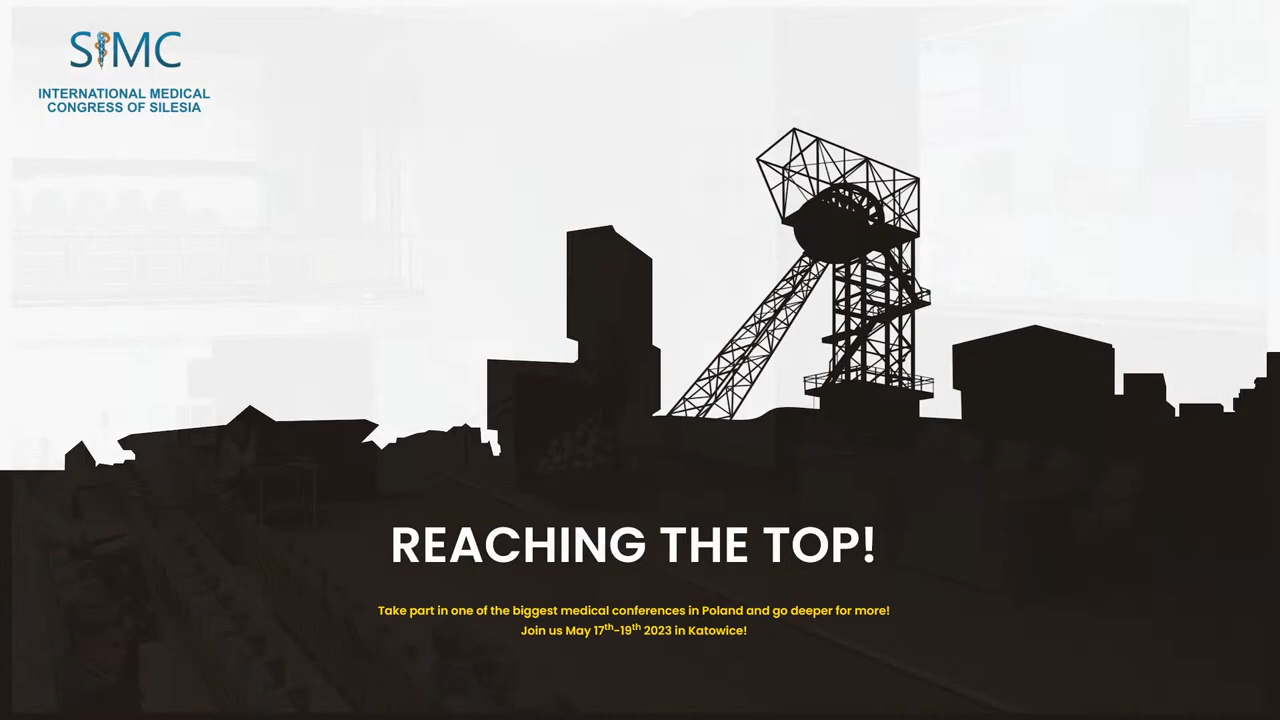 SIMC
INTERNATIONAL MEDICAL
CONGRESS OF SILESIA
REACHING THE TOP!
Take part in one of the biggest medical conferences in Poland and go deeper for more!
Join us May 17th-19th 2023 in Katowice!